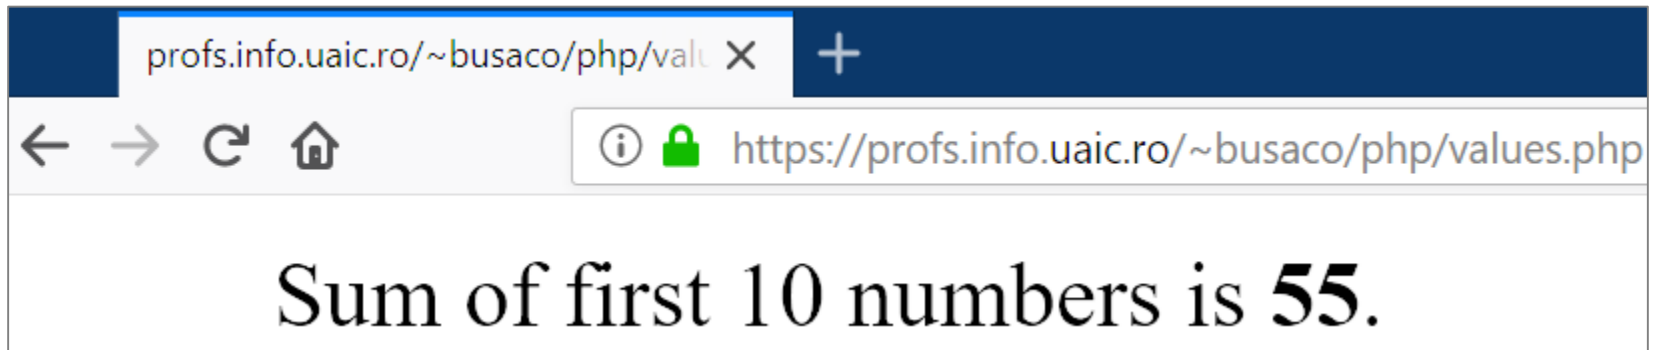 profs.info.uaic.ro/~busaco/php/valu
https://profs.info.uaic.ro/~busaco/php/values.php
Sum of first 10 numbers is 55.